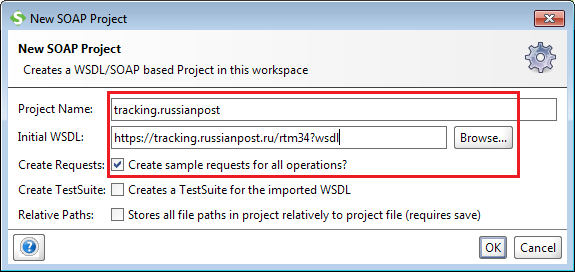 New SOAP Project
New SOAP Project
Creates a WSDL/SOAP based Project in this workspace
Project Name: tracking.russianpost
Initial WSDL: https://tracking.russianpost.ru/rtm34?wsdl Browse...
Create Requests: Create sample requests for all operations?
Create TestSuite: Creates a TestSuite for the imported WSDL
Relative Paths: Stores all file paths in project relatively to project file (requires save)
? OK Cancel